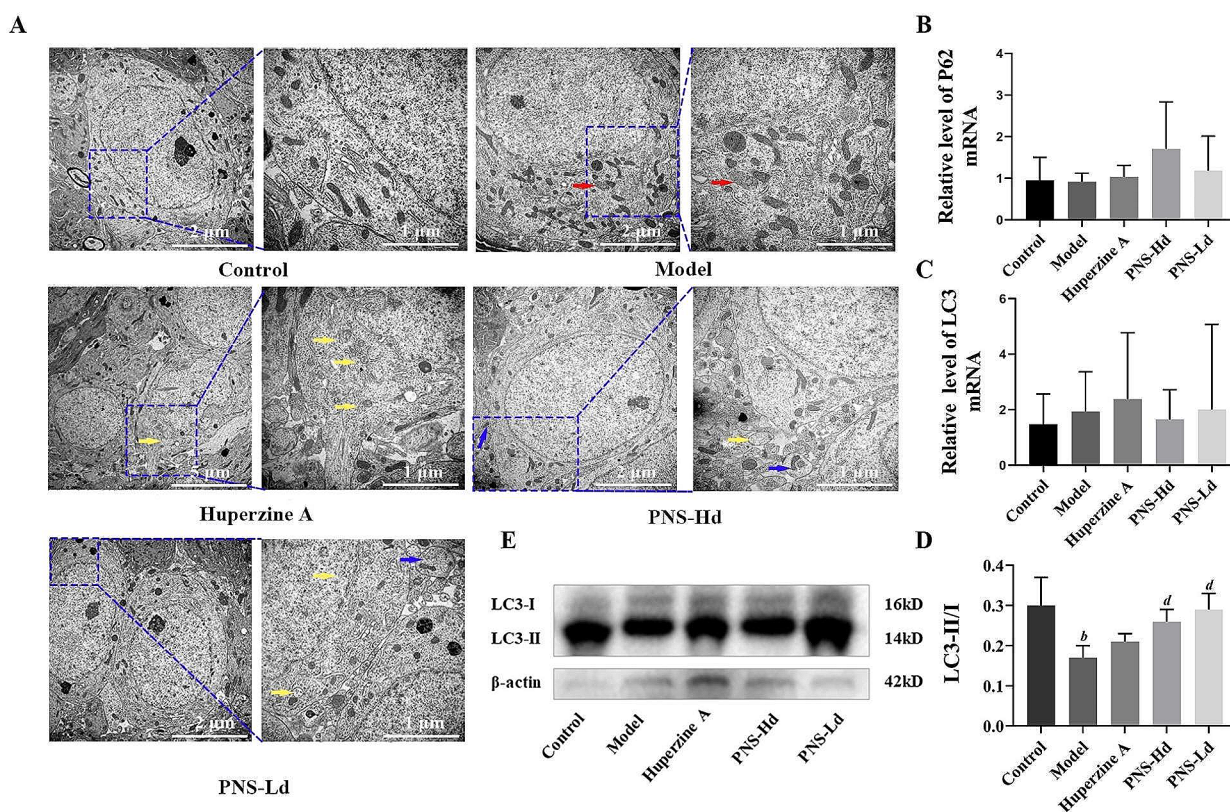 A
2 μm
1 μm
2 μm
1 μm
Control
Model
2 μm
1 μm
2 μm
1 μm
Huperzine A
PNS-Hd
2 μm
1 μm
PNS-Ld
B
Relative level of P62
mRNA
4
3
2
1
0
Control
Model
Huperzine A
PNS-Hd
PNS-Ld
C
Relative level of LC3
mRNA
6
4
2
0
Control
Model
Huperzine A
PNS-Hd
PNS-Ld
E
LC3-I
16kD
LC3-II
14kD
β-actin
42kD
Control
Model
Huperzine A
PNS-Hd
PNS-Ld
D
LC3-II/I
0.4
0.3
0.2
0.1
0.0
b
d
d
Control
Model
Huperzine A
PNS-Hd
PNS-Ld